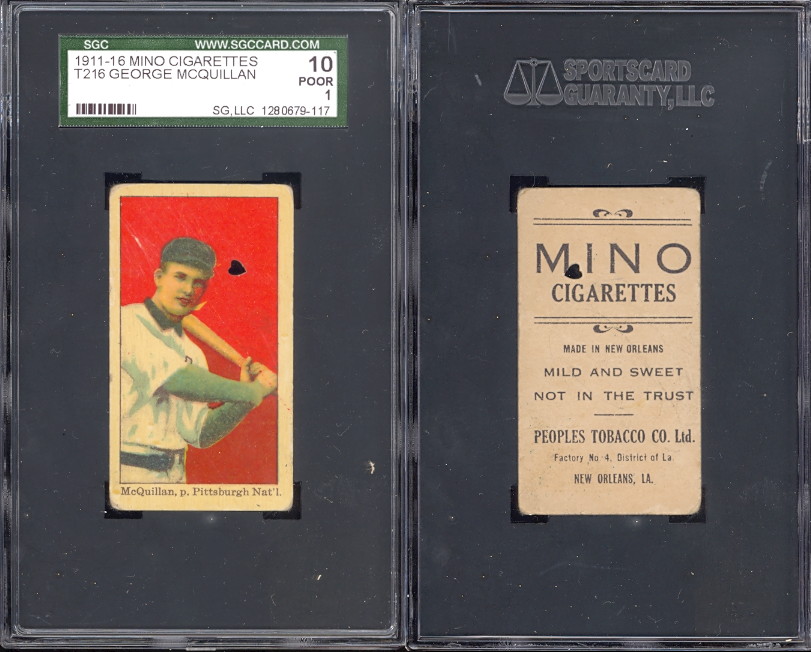 SGC WWW.SGCCARD.COM
1911-16 MINO CIGARETTES 10
T216 GEORGE MCQUILLAN POOR
1
SG,LLC 1280679-117
McQuillan, p. Pittsburgh Nat'l.
SPORTSCARD
GUARANTY,LLC
MINO
CIGARETTES
MADE IN NEW ORLEANS
MILD AND SWEET
NOT IN THE TRUST
PEOPLES TOBACCO CO. Ltd.
Factory No. 4, District of La.
NEW ORLEANS, LA.